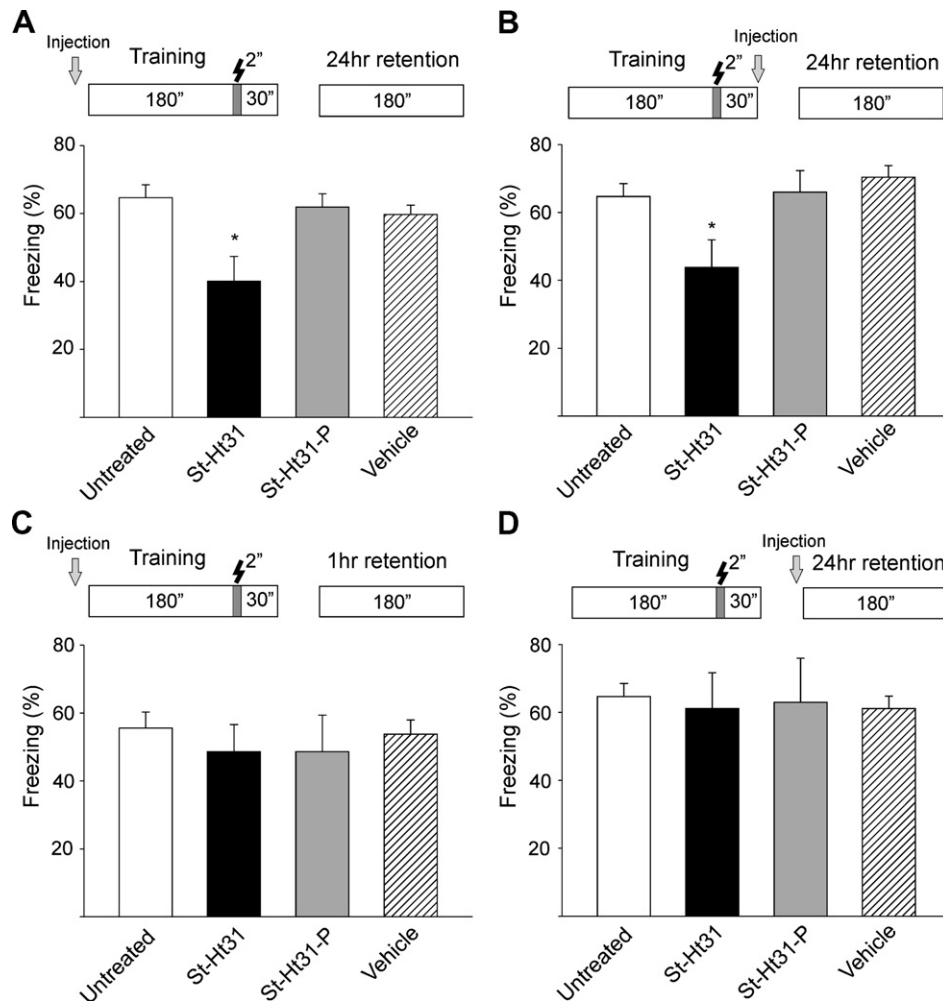 A
Injection
Training
2”
24hr retention
180”
30”
180”
Freezing (%)
80
60
40
20
*
Untreated
St-Ht31
St-Ht31-P
Vehicle
B
Injection
Training
2”
24hr retention
180”
30”
180”
Freezing (%)
80
60
40
20
*
Untreated
St-Ht31
St-Ht31-P
Vehicle
C
Injection
Training
2”
1hr retention
180”
30”
180”
Freezing (%)
80
60
40
20
Untreated
St-Ht31
St-Ht31-P
Vehicle
D
Injection
Training
2”
24hr retention
180”
30”
180”
Freezing (%)
80
60
40
20
Untreated
St-Ht31
St-Ht31-P
Vehicle